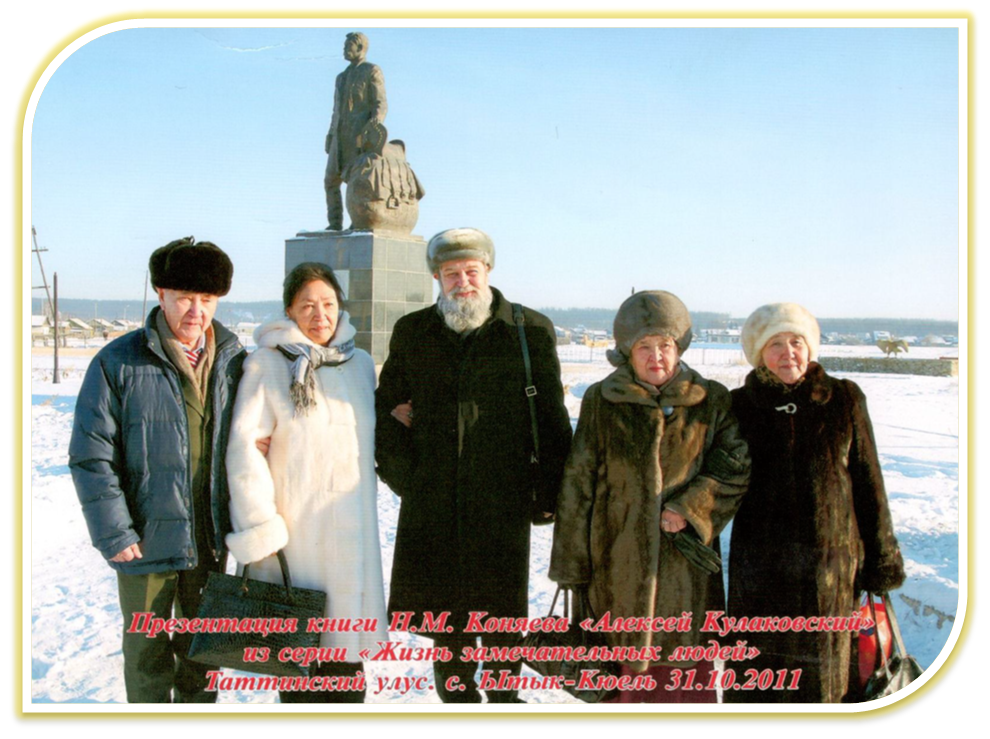 Презентация книги Н.М. Коняева «Алексей Кулаковский»
из серии «Жизнь замечательных людей»
Таттинский улус. с. Ытык-Кюель 31.10.2011